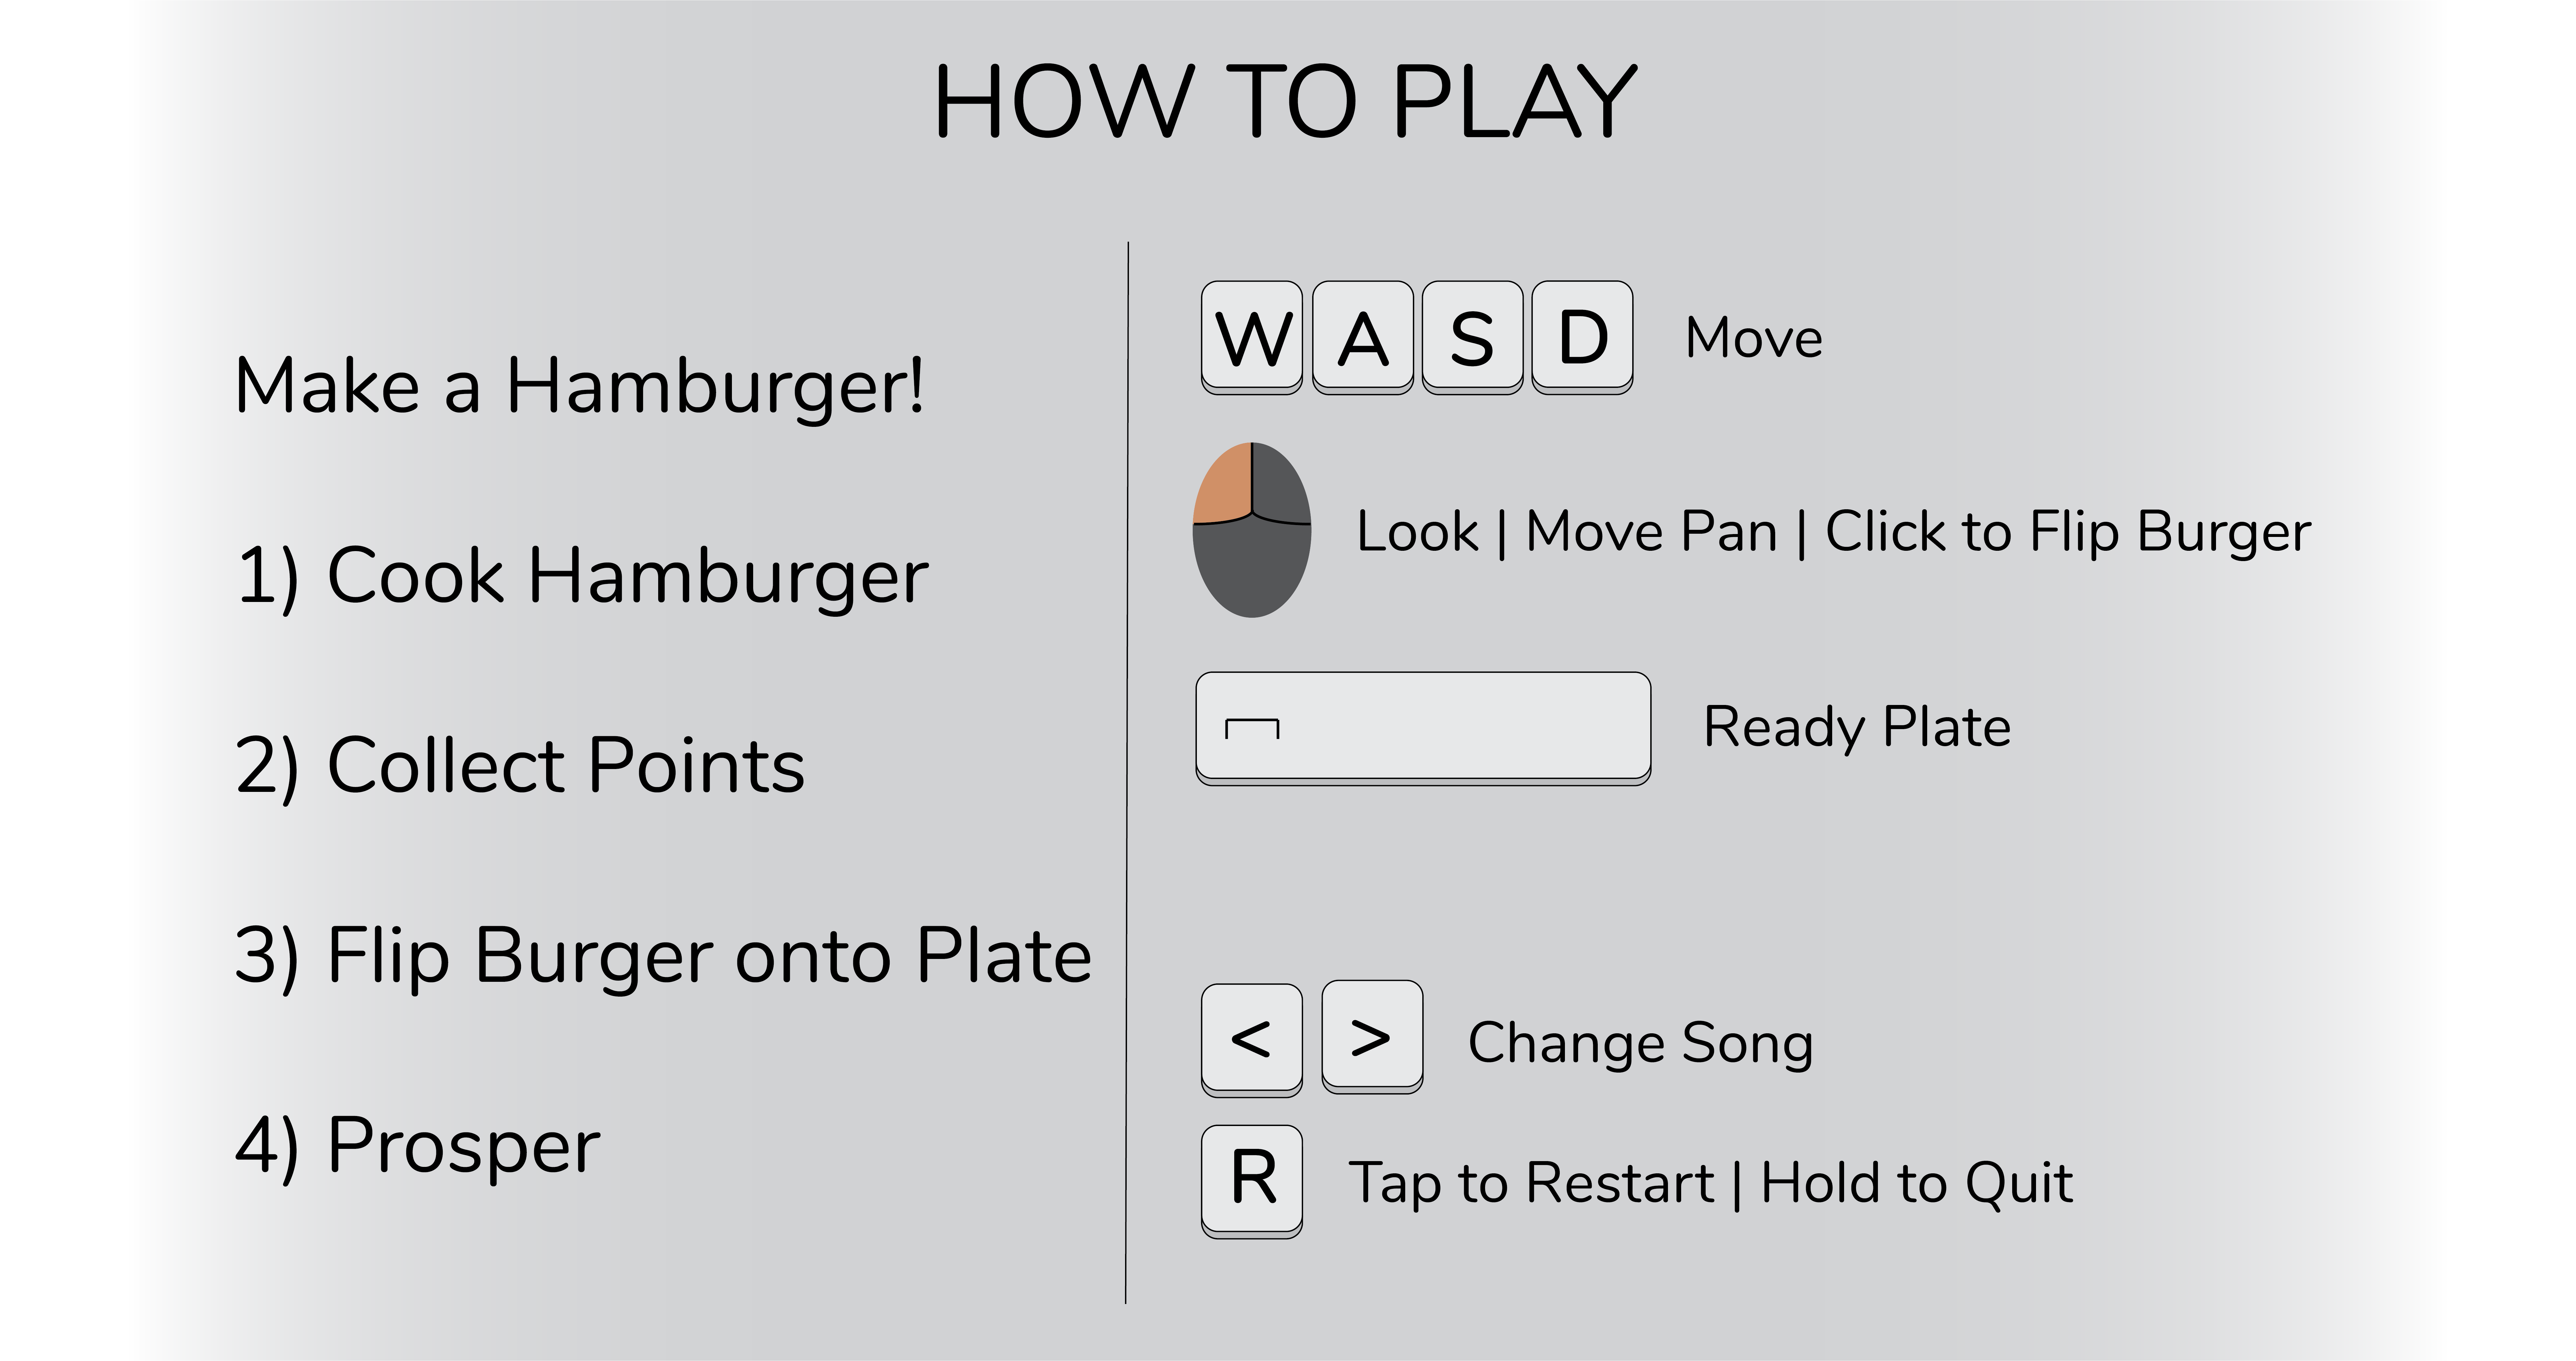 HOW TO PLAY
Make a Hamburger!
1) Cook Hamburger
2) Collect Points
3) Flip Burger onto Plate
4) Prosper
W A S D Move
Look | Move Pan | Click to Flip Burger
Ready Plate
< > Change Song
R Tap to Restart | Hold to Quit